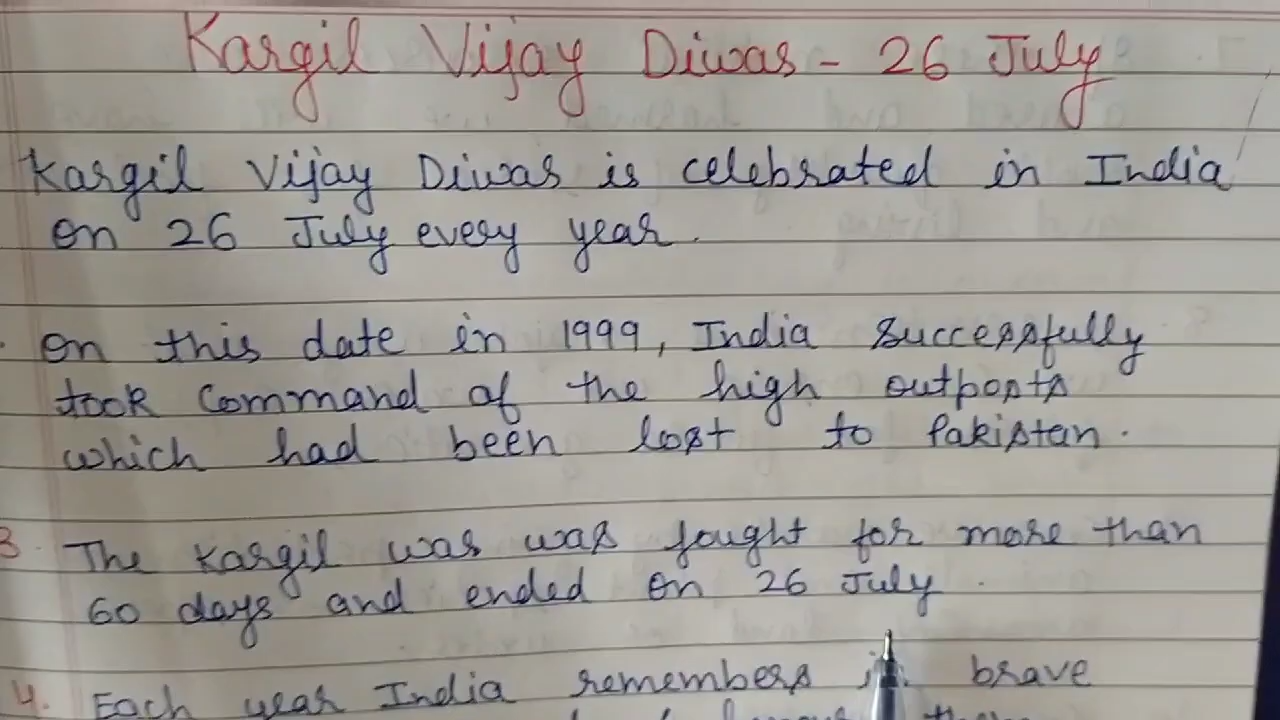 Kargil Vijay Diwas - 26 July
Kargil Vijay Diwas is celebrated in India
on 26 July every year.
on this date in 1999, India successfully
took command of the high outposts
which had been lost to Pakistan.
3. The Kargil war was fought for more than
60 days and ended on 26 July.
4. Each year India remembers brave